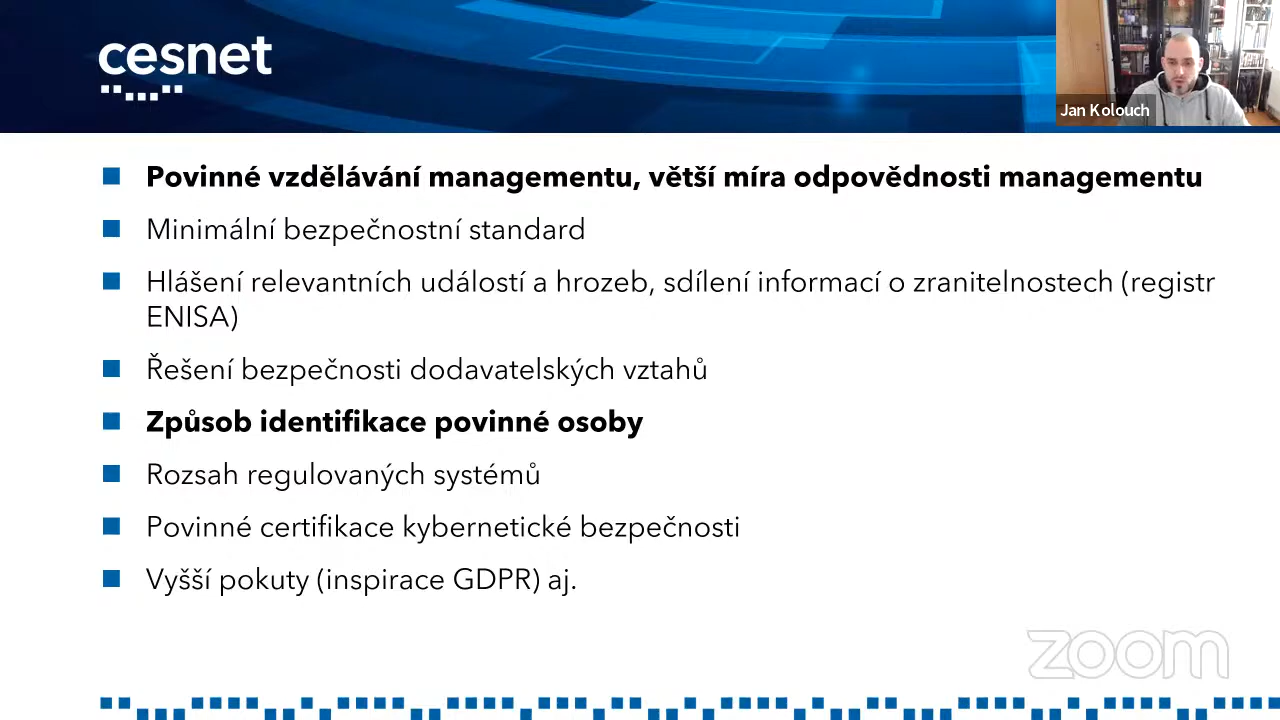 cesnet
Jan Kolouch
Povinné vzdělávání managementu, větší míra odpovědnosti managementu
Minimální bezpečnostní standard
Hlášení relevantních událostí a hrozeb, sdílení informací o zranitelnostech (registr
ENISA)
Řešení bezpečnosti dodavatelských vztahů
Způsob identifikace povinné osoby
Rozsah regulovaných systémů
Povinné certifikace kybernetické bezpečnosti
Vyšší pokuty (inspirace GDPR) aj.
zoom